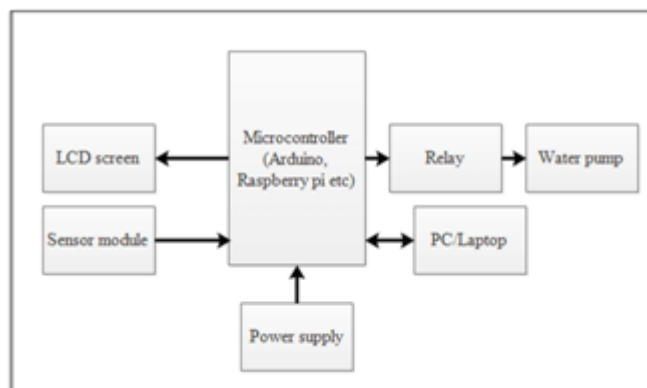 Microcontroller
(Arduino,
Raspberry pi etc)
LCD screen
Relay
Water pump
Sensor module
PC/Laptop
Power supply